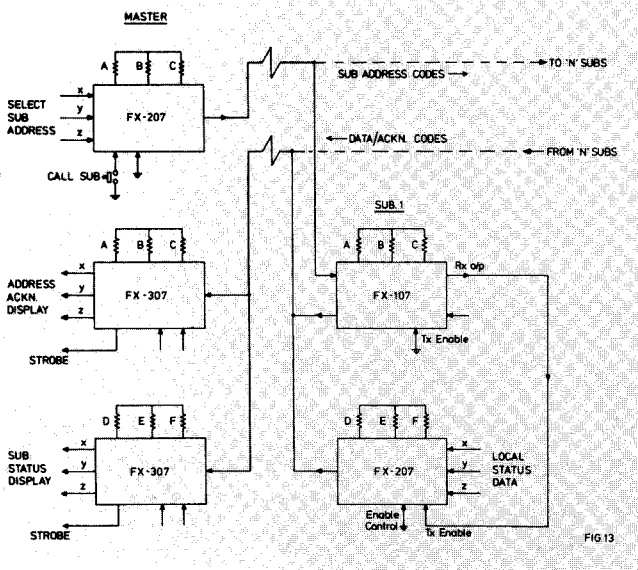 MASTER
A B C
x
y
z
SELECT
SUB
ADDRESS
FX-207
CALL SUB
TO 'N' SUBS
SUB ADDRESS CODES
DATA/ACKN. CODES
FROM 'N' SUBS
A B C
x
y
z
ADDRESS
ACKN.
DISPLAY
FX-307
STROBE
SUB. 1
A B C
FX-107
Rx o/p
Tx Enable
D E F
x
y
z
SUB
STATUS
DISPLAY
FX-307
STROBE
D E F
FX-207
x
y
z
LOCAL
STATUS
DATA
Enable
Control
Tx Enable
FIG 13